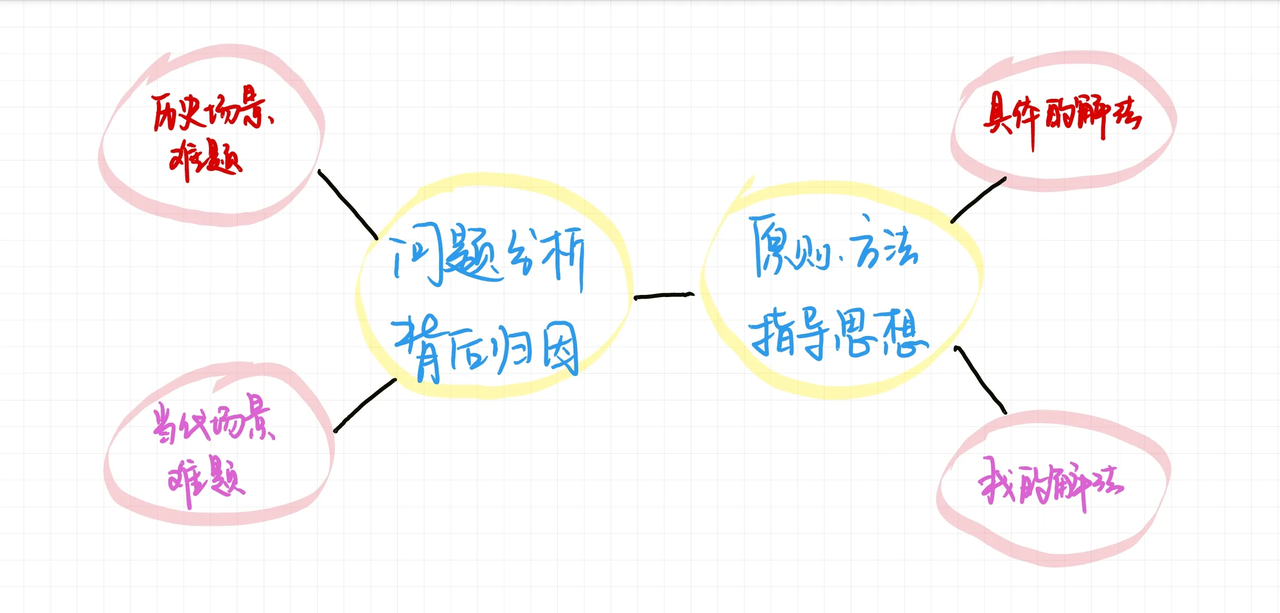 历史场景、
难题
具体的解法
问题分析
背后归因
原则、方法
指导思想
当代场景
难题
我的解法